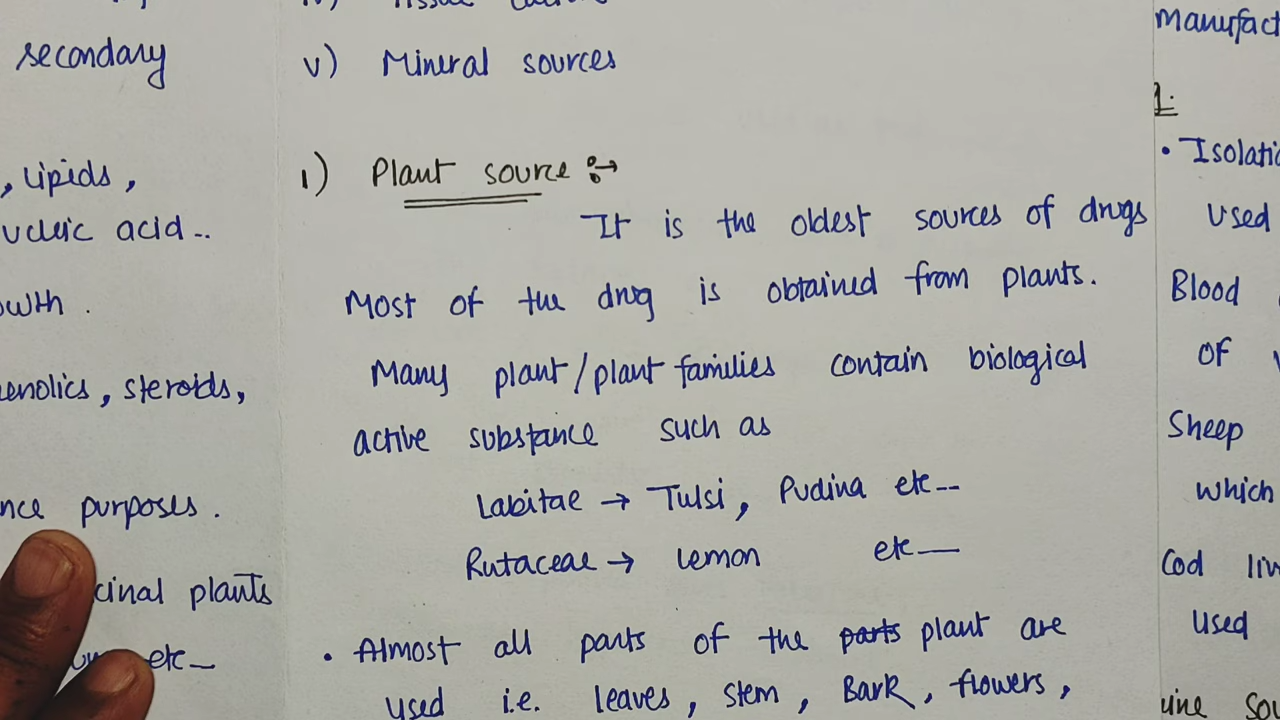 secondary
, Lipids,
ucleic acid..
owth.
enolics, steroids,
nce purposes.
cinal plants
etc
v) Mineral sources
1) Plant source :→
It is the oldest sources of drugs
Most of the drug is obtained from plants.
Many plant/plant families contain biological
active substance such as
Labitae → Tulsi, Pudina etc--
Rutaceae → Lemon etc—
• Almost all parts of the parts plant are
used i.e. leaves, stem, Bark, flowers,
manufact
1.
• Isolatio
used
Blood
of
Sheep
which
Cod liv
used